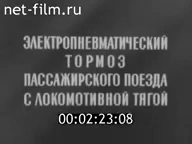 net-film.ru
ЭЛЕКТРОПНЕВМАТИЧЕСКИЙ
ТОРМОЗ
ПАССАЖИРСКОГО ПОЕЗДА
С ЛОКОМОТИВНОЙ ТЯГОЙ
00:02:23:08